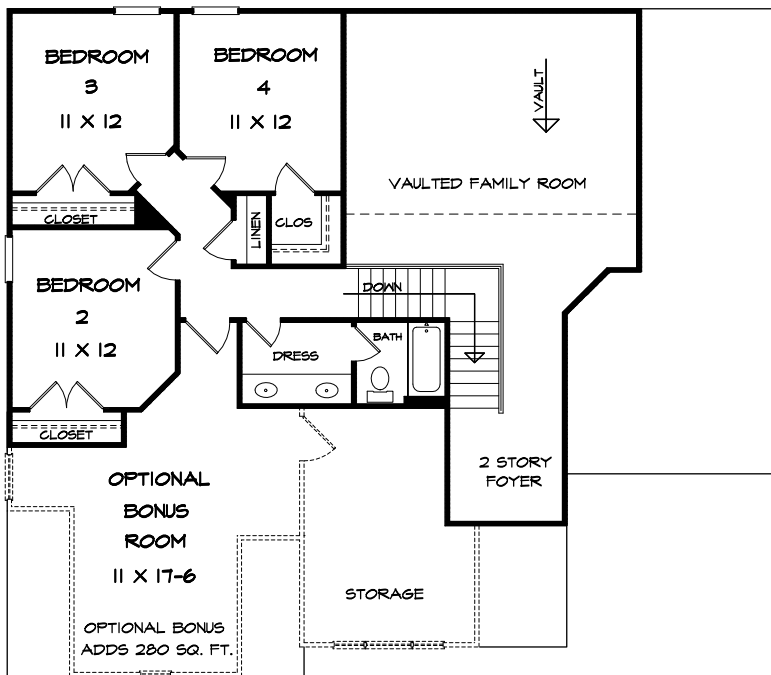 BEDROOM
3
11 X 12
BEDROOM
4
11 X 12
VAULT
VAULTED FAMILY ROOM
CLOSET
LINEN
CLOS
BEDROOM
2
11 X 12
DOWN
DRESS
BATH
CLOSET
2 STORY
FOYER
OPTIONAL
BONUS
ROOM
11 X 17-6
STORAGE
OPTIONAL BONUS
ADDS 280 SQ. FT.